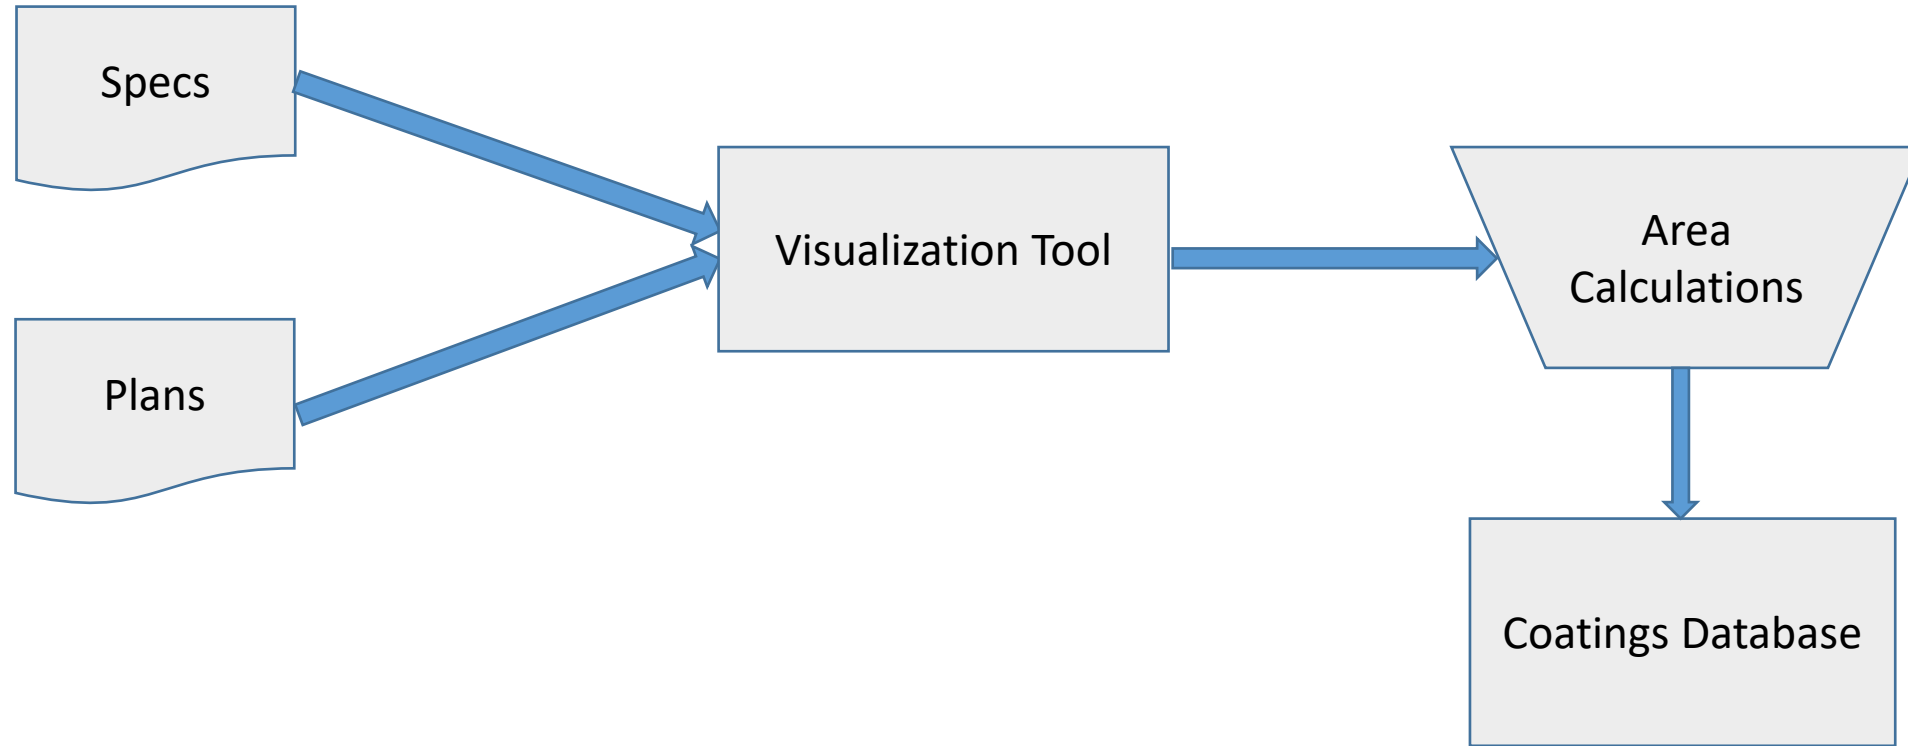 Specs
Plans
Visualization Tool
Area
Calculations
Coatings Database